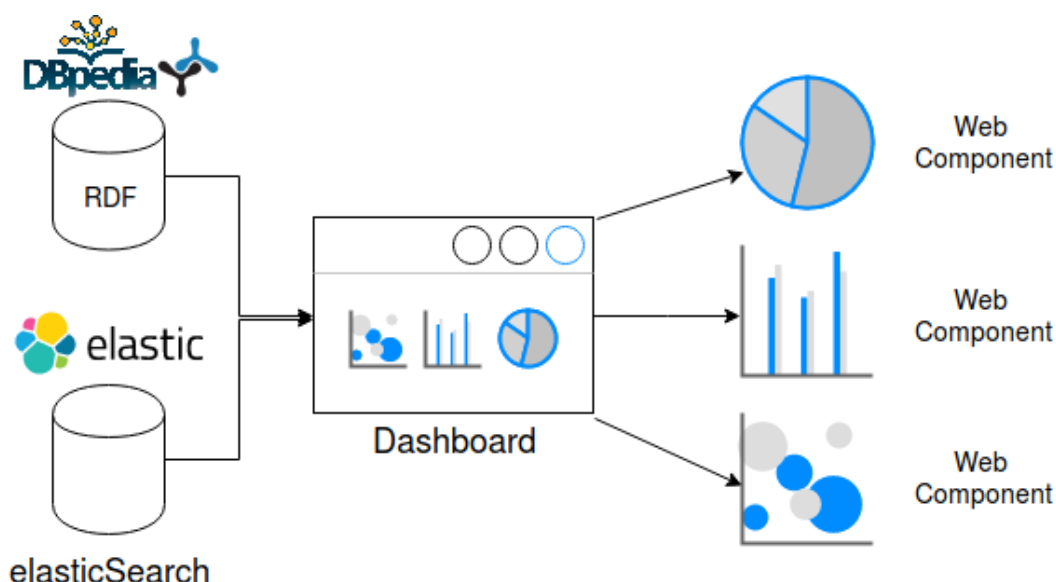 DBpedia
RDF
elastic
elasticSearch
Dashboard
Web
Component
Web
Component
Web
Component